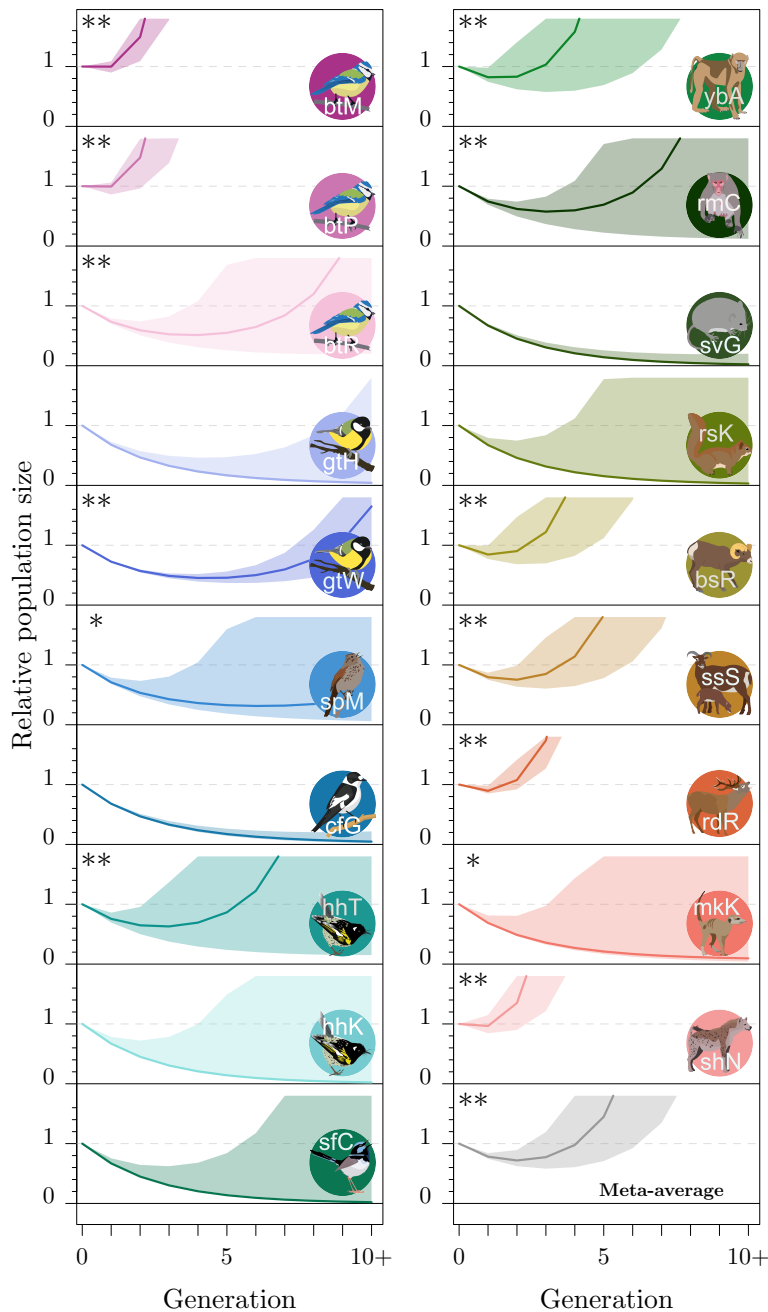 Relative population size
**
1
0
btM
**
1
0
btP
**
1
0
btR
1
0
gtH
**
1
0
gtW
*
1
0
spM
1
0
cfG
**
1
0
hhT
1
0
hhK
1
0
sfC
0 5 10+
Generation
**
1
0
ybA
**
1
0
rmC
1
0
svG
1
0
rsK
**
1
0
bsR
**
1
0
ssS
**
1
0
rdR
*
1
0
mkK
**
1
0
shN
**
1
0
Meta-average
0 5 10+
Generation